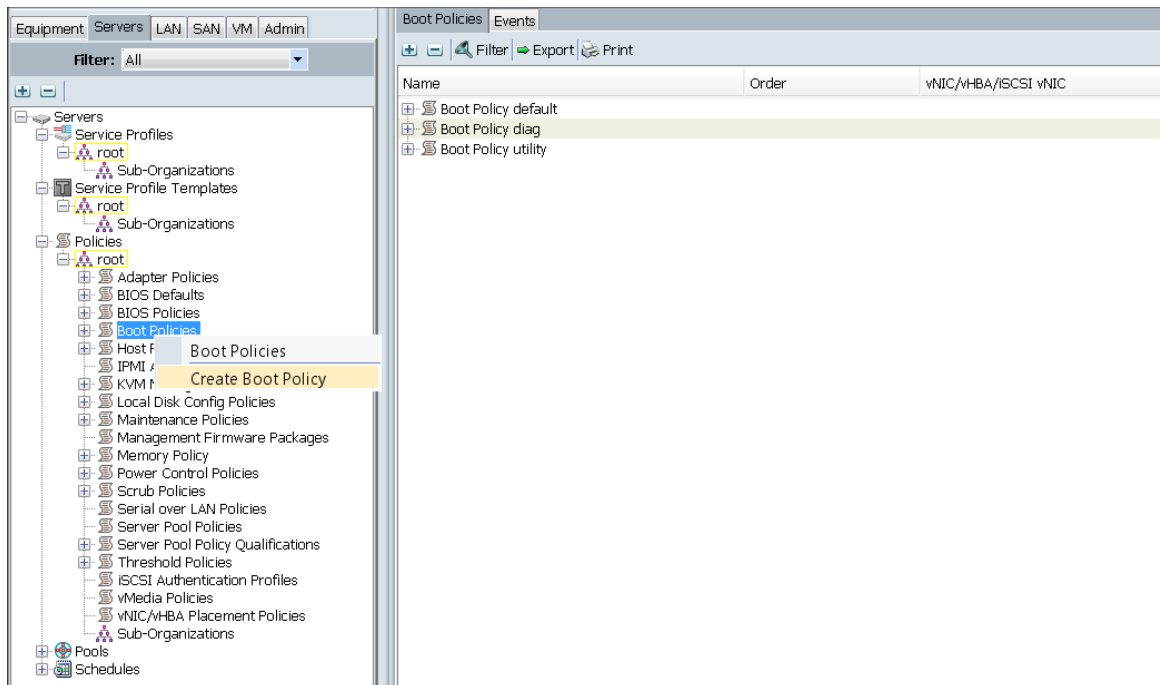 Equipment Servers LAN SAN VM Admin
Filter: All
Servers
Service Profiles
root
Sub-Organizations
Service Profile Templates
root
Sub-Organizations
Policies
root
Adapter Policies
BIOS Defaults
BIOS Policies
Boot Policies
Host
IPMI
KVM
Local Disk Config Policies
Maintenance Policies
Management Firmware Packages
Memory Policy
Power Control Policies
Scrub Policies
Serial over LAN Policies
Server Pool Policies
Server Pool Policy Qualifications
Threshold Policies
iSCSI Authentication Profiles
vMedia Policies
vNIC/vHBA Placement Policies
Sub-Organizations
Pools
Schedules
Boot Policies
Create Boot Policy
Boot Policies Events
Filter Export Print
Name Order vNIC/vHBA/iSCSI vNIC
Boot Policy default
Boot Policy diag
Boot Policy utility